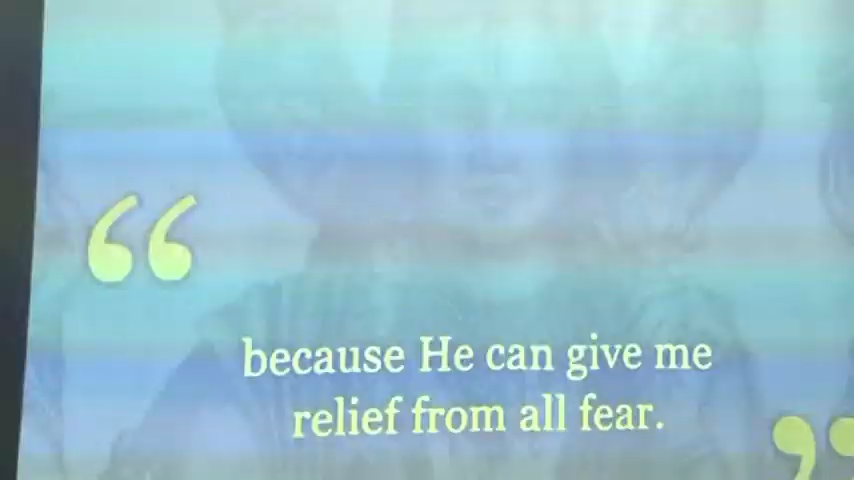 “
because He can give me
relief from all fear.
”